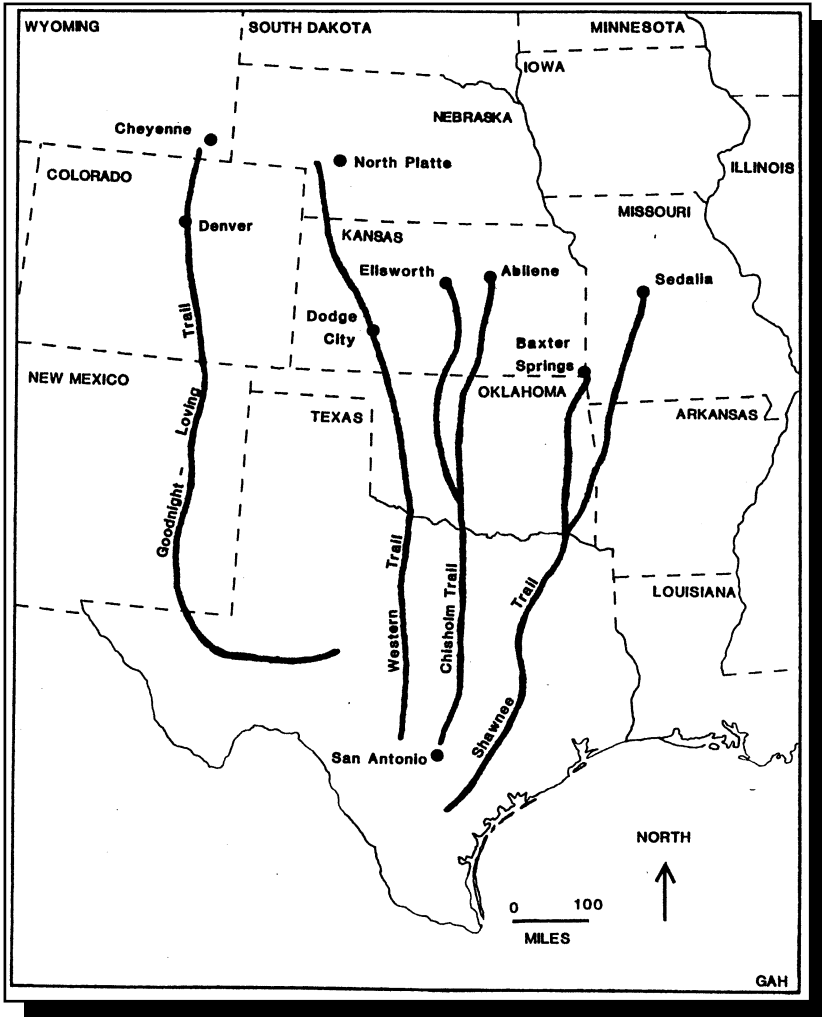 WYOMING
SOUTH DAKOTA
MINNESOTA
IOWA
NEBRASKA
Cheyenne
North Platte
ILLINOIS
COLORADO
MISSOURI
Denver
KANSAS
Ellsworth
Abilene
Sedalia
Dodge
City
Baxter
Springs
NEW MEXICO
OKLAHOMA
TEXAS
ARKANSAS
Goodnight - Loving Trail
Western Trail
Chisholm Trail
Shawnee Trail
LOUISIANA
San Antonio
NORTH
0 100
MILES
GAH